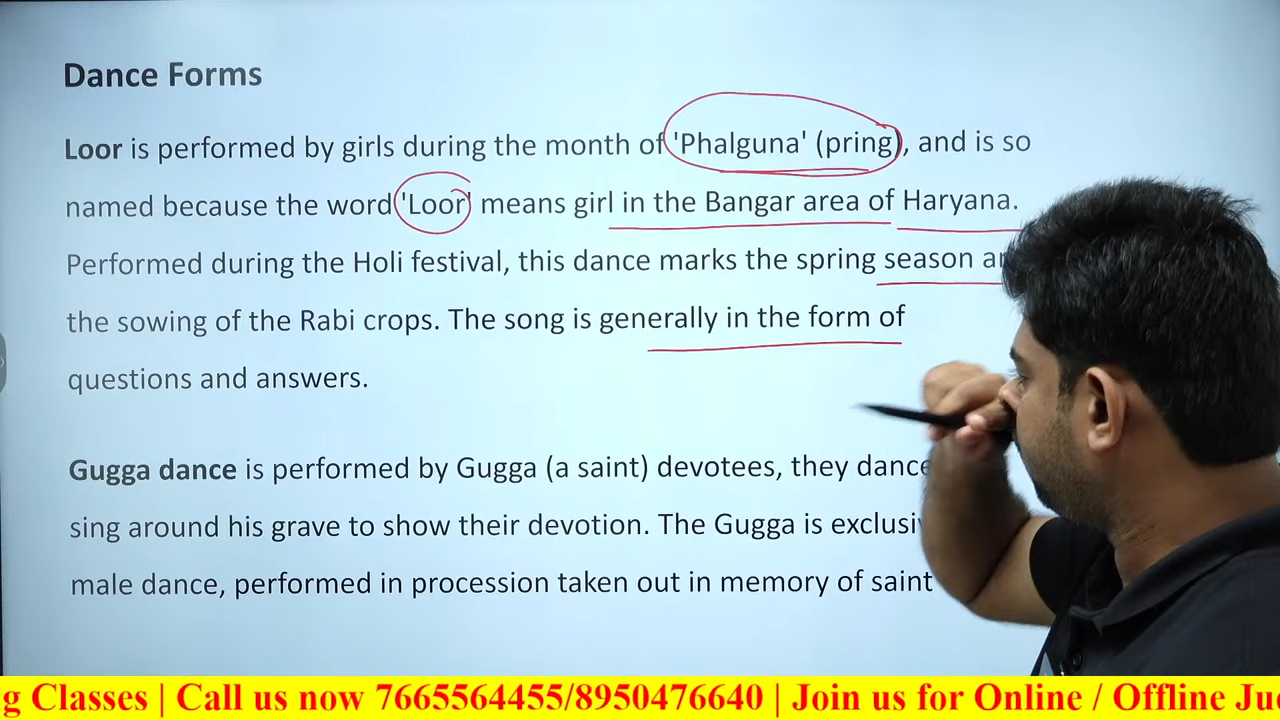 Dance Forms
Loor is performed by girls during the month of 'Phalguna' (pring), and is so
named because the word 'Loor' means girl in the Bangar area of Haryana.
Performed during the Holi festival, this dance marks the spring season
the sowing of the Rabi crops. The song is generally in the form of
questions and answers.
Gugga dance is performed by Gugga (a saint) devotees, they dance
sing around his grave to show their devotion. The Gugga is
male dance, performed in procession taken out in memory of saint
Classes | Call us now 7665564455/8950476640 | Join us for Online / Offline